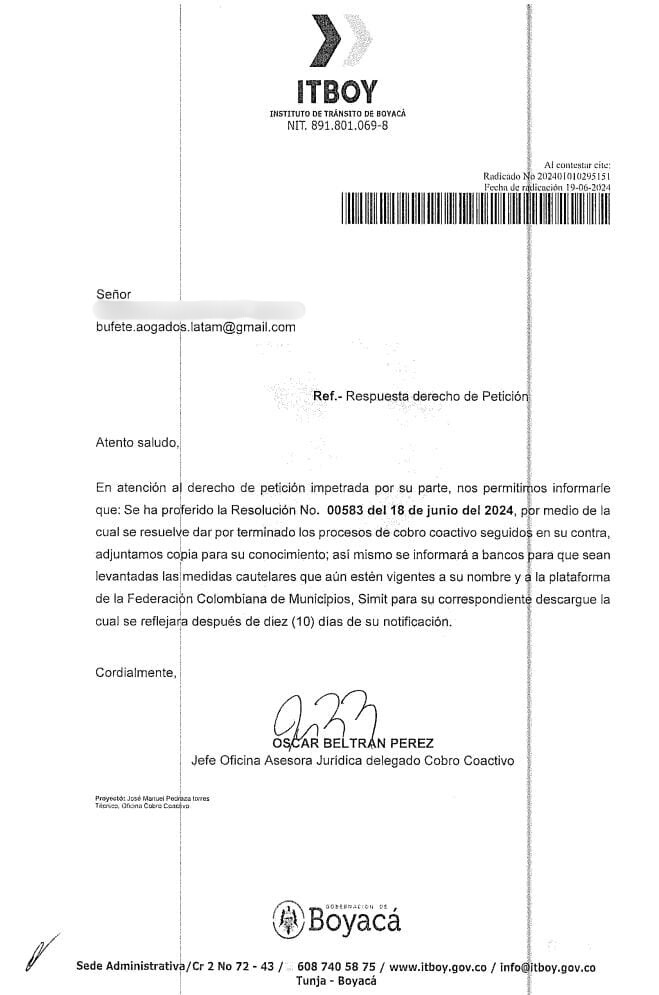 ITBOY
INSTITUTO DE TRÁNSITO DE BOYACÁ
NIT. 891.801.069-8
Al contestar cite:
Radicado No 202401010295151
Fecha de radicación 19-06-2024
Señor
bufete.aogados.latam@gmail.com
Ref.- Respuesta derecho de Petición
Atento saludo,
En atención al derecho de petición impetrada por su parte, nos permitimos informarle
que: Se ha proferido la Resolución No. 00583 del 18 de junio del 2024, por medio de la
cual se resuelve dar por terminado los procesos de cobro coactivo seguidos en su contra,
adjuntamos copia para su conocimiento; así mismo se informará a bancos para que sean
levantadas las medidas cautelares que aún estén vigentes a su nombre y a la plataforma
de la Federación Colombiana de Municipios, Simit para su correspondiente descargue la
cual se reflejara después de diez (10) días de su notificación.
Cordialmente,
OSCAR BELTRAN PEREZ
Jefe Oficina Asesora Jurídica delegado Cobro Coactivo
Proyectó: José Manuel Pedraza torres
Técnico, Oficina Cobro Coactivo
GOBERNACIÓN DE
Boyacá
Sede Administrativa/Cr 2 No 72 - 43 / 608 740 58 75 / www.itboy.gov.co / info@itboy.gov.co
Tunja - Boyacá